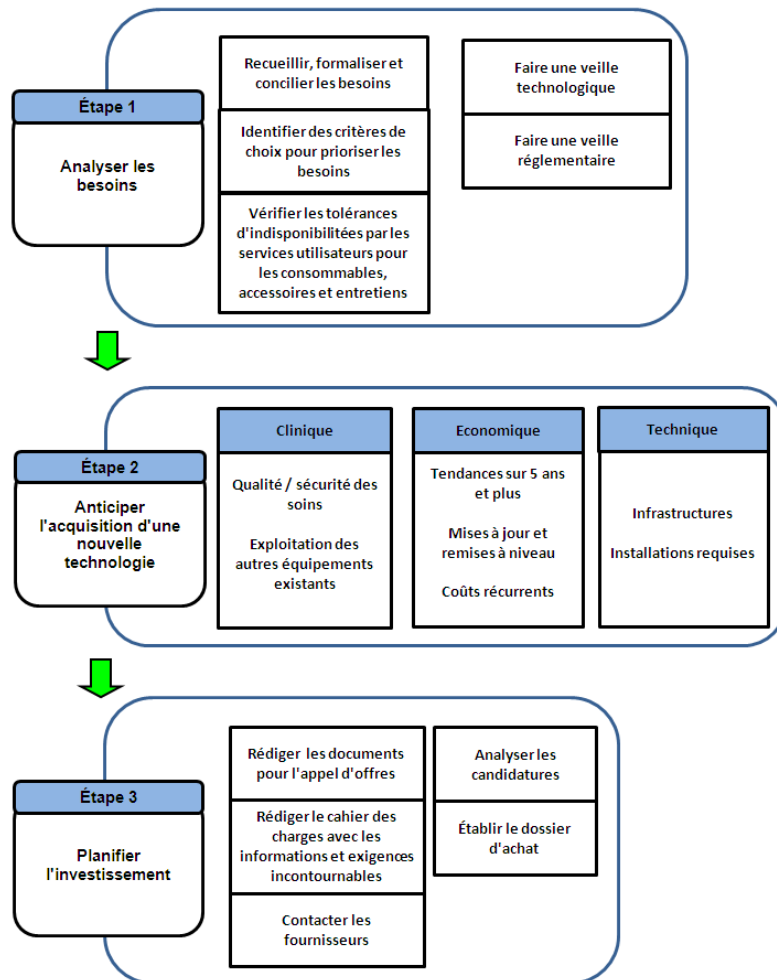 Étape 1
Analyser les
besoins
Recueillir, formaliser et
concilier les besoins
Identifier des critères de
choix pour prioriser les
besoins
Vérifier les tolérances
d'indisponibilitées par les
services utilisateurs pour
les consommables,
accessoires et entretiens
Faire une veille
technologique
Faire une veille
réglementaire
Étape 2
Anticiper
l'acquisition d'une
nouvelle
technologie
Clinique
Qualité / sécurité des
soins
Exploitation des
autres équipements
existants
Economique
Tendances sur 5 ans
et plus
Mises à jour et
remises à niveau
Coûts récurrents
Technique
Infrastructures
Installations requises
Étape 3
Planifier
l'investissement
Rédiger les documents
pour l'appel d'offres
Rédiger le cahier des
charges avec les
informations et exigences
incontournables
Contacter les
fournisseurs
Analyser les
candidatures
Établir le dossier
d'achat